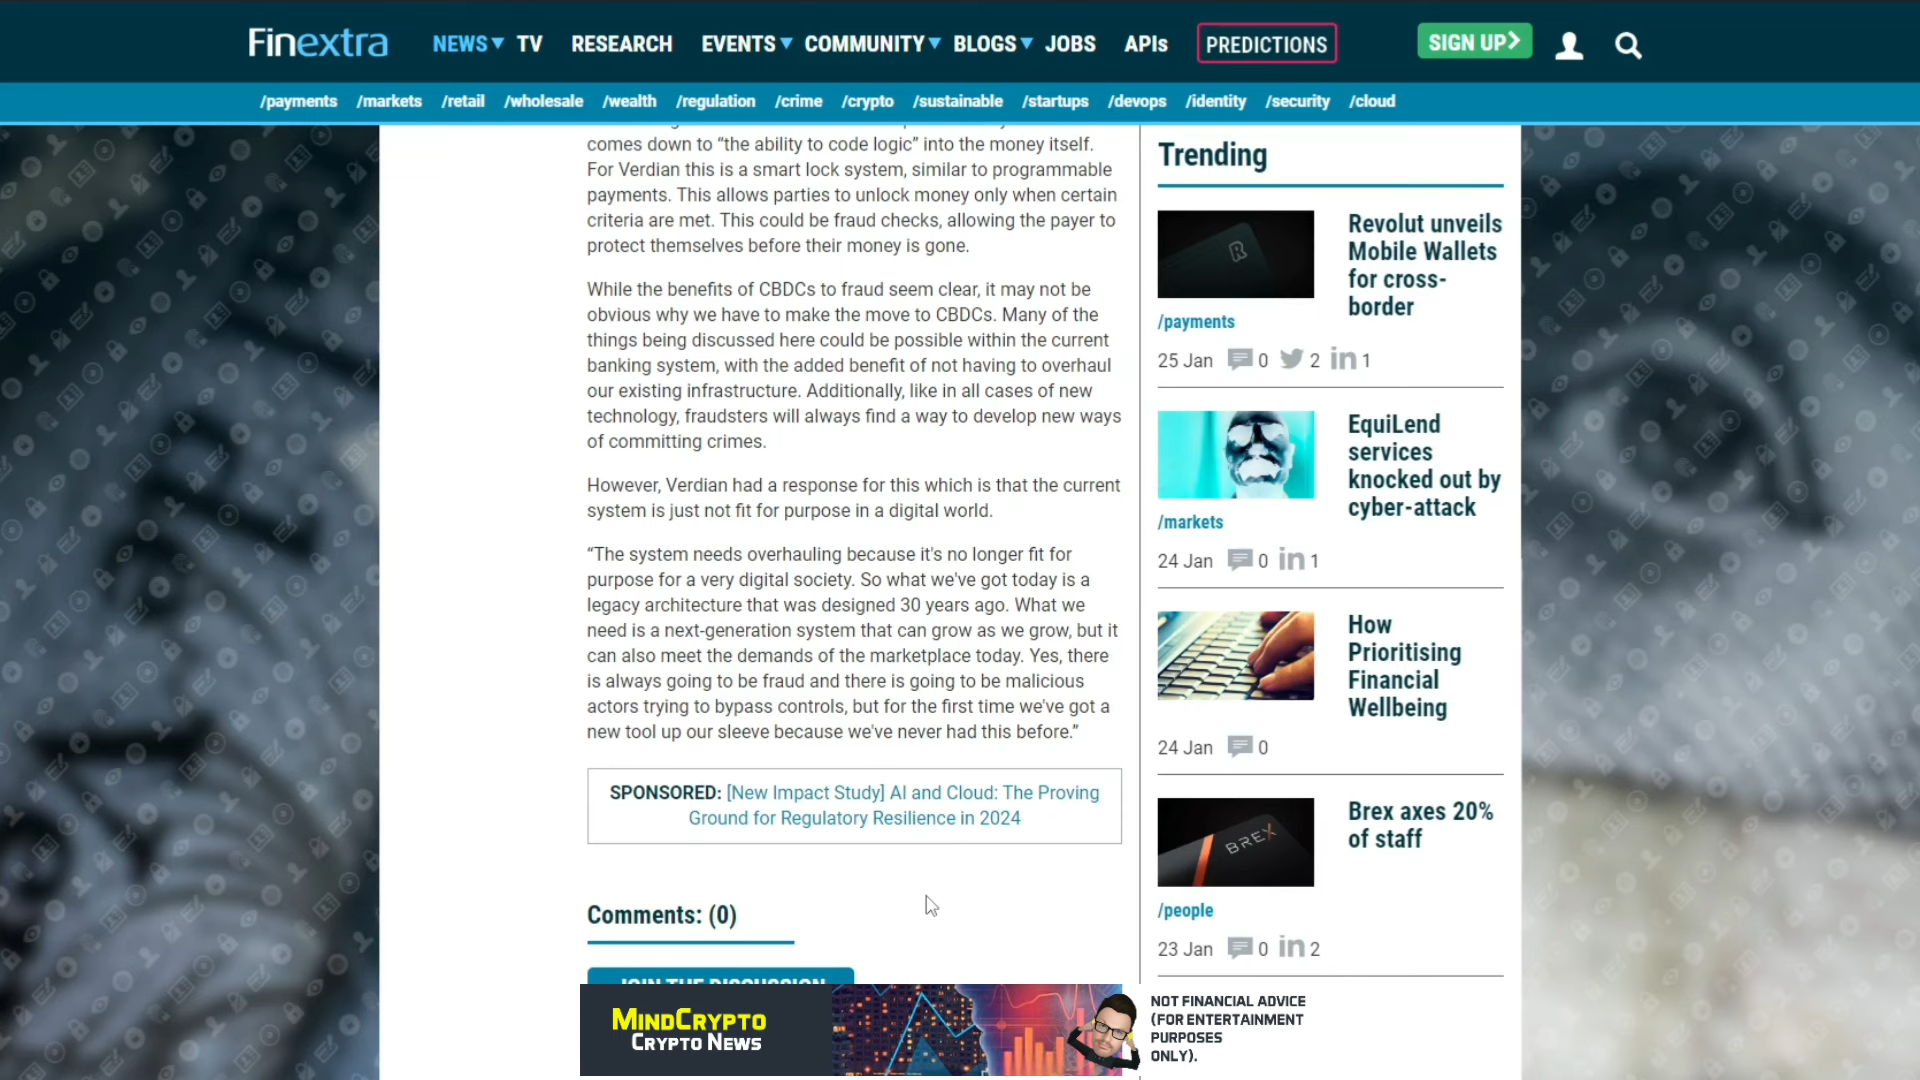 Finextra
NEWS TV RESEARCH EVENTS COMMUNITY BLOGS JOBS APIs PREDICTIONS SIGN UP
/payments /markets /retail /wholesale /wealth /regulation /crime /crypto /sustainable /startups /devops /identity /security /cloud
comes down to “the ability to code logic” into the money itself.
For Verdian this is a smart lock system, similar to programmable
payments. This allows parties to unlock money only when certain
criteria are met. This could be fraud checks, allowing the payer to
protect themselves before their money is gone.
While the benefits of CBDCs to fraud seem clear, it may not be
obvious why we have to make the move to CBDCs. Many of the
things being discussed here could be possible within the current
banking system, with the added benefit of not having to overhaul
our existing infrastructure. Additionally, like in all cases of new
technology, fraudsters will always find a way to develop new ways
of committing crimes.
However, Verdian had a response for this which is that the current
system is just not fit for purpose in a digital world.
“The system needs overhauling because it's no longer fit for
purpose for a very digital society. So what we've got today is a
legacy architecture that was designed 30 years ago. What we
need is a next-generation system that can grow as we grow, but it
can also meet the demands of the marketplace today. Yes, there
is always going to be fraud and there is going to be malicious
actors trying to bypass controls, but for the first time we've got a
new tool up our sleeve because we've never had this before.”
SPONSORED: [New Impact Study] AI and Cloud: The Proving
Ground for Regulatory Resilience in 2024
Comments: (0)
JOIN THE DISCUSSION
Trending
Revolut unveils
Mobile Wallets
for cross-
border
R
/payments
25 Jan 0 2 in 1
EquiLend
services
knocked out by
cyber-attack
/markets
24 Jan 0 in 1
How
Prioritising
Financial
Wellbeing
24 Jan 0
Brex axes 20%
of staff
BREX
/people
23 Jan 0 in 2
MINDCRYPTO
CRYPTO NEWS
NOT FINANCIAL ADVICE
(FOR ENTERTAINMENT
PURPOSES
ONLY).